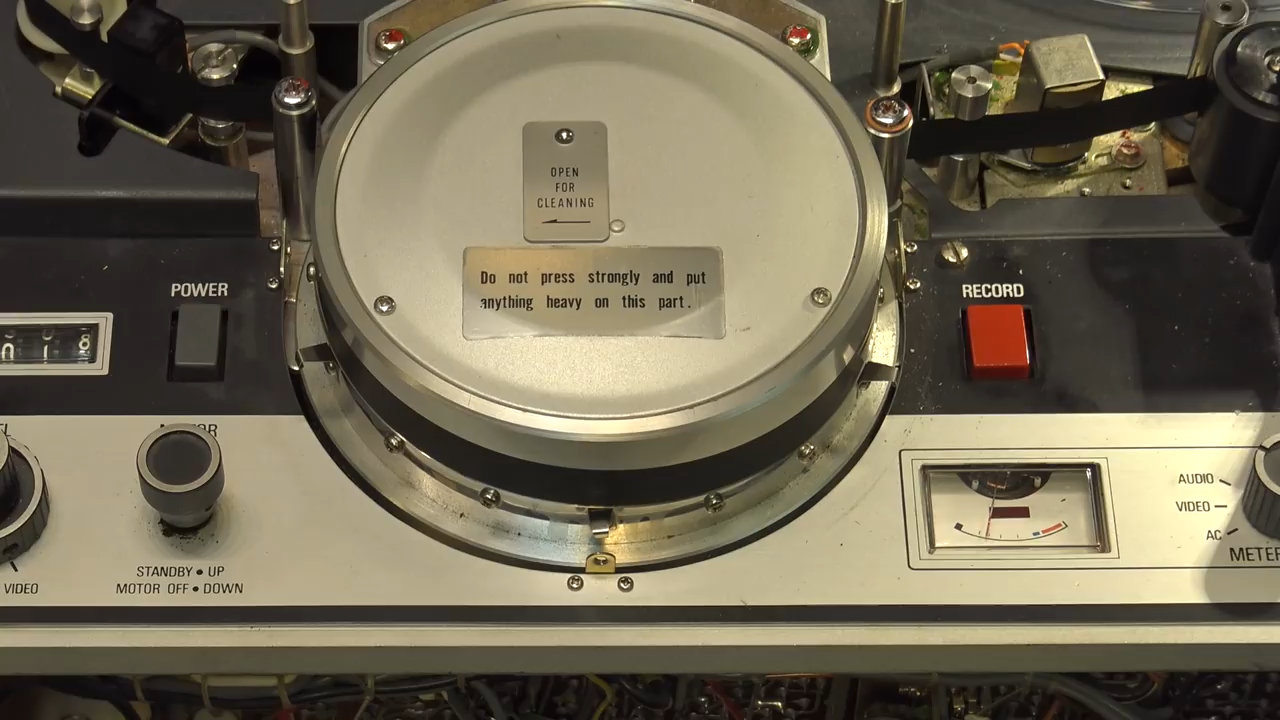 OPEN
FOR
CLEANING
Do not press strongly and put
anything heavy on this part.
POWER
RECORD
AUDIO
VIDEO
AC
METER
VIDEO
STANDBY • UP
MOTOR OFF • DOWN